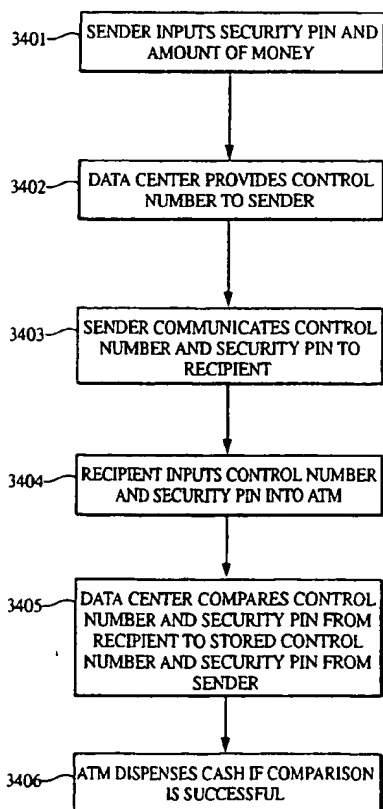 3401
SENDER INPUTS SECURITY PIN AND
AMOUNT OF MONEY
3402
DATA CENTER PROVIDES CONTROL
NUMBER TO SENDER
3403
SENDER COMMUNICATES CONTROL
NUMBER AND SECURITY PIN TO
RECIPIENT
3404
RECIPIENT INPUTS CONTROL NUMBER
AND SECURITY PIN INTO ATM
3405
DATA CENTER COMPARES CONTROL
NUMBER AND SECURITY PIN FROM
RECIPIENT TO STORED CONTROL
NUMBER AND SECURITY PIN FROM
SENDER
3406
ATM DISPENSES CASH IF COMPARISON
IS SUCCESSFUL